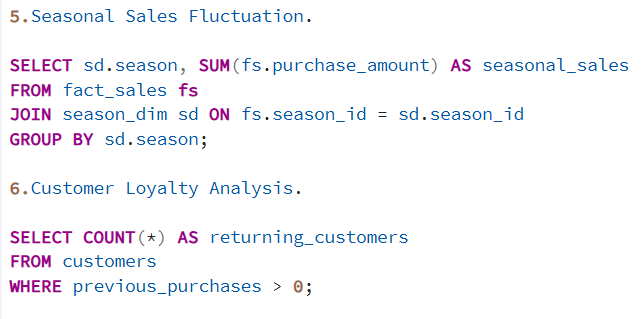 5.Seasonal Sales Fluctuation.
SELECT sd.season, SUM(fs.purchase_amount) AS seasonal_sales
FROM fact_sales fs
JOIN season_dim sd ON fs.season_id = sd.season_id
GROUP BY sd.season;
6.Customer Loyalty Analysis.
SELECT COUNT(*) AS returning_customers
FROM customers
WHERE previous_purchases > 0;